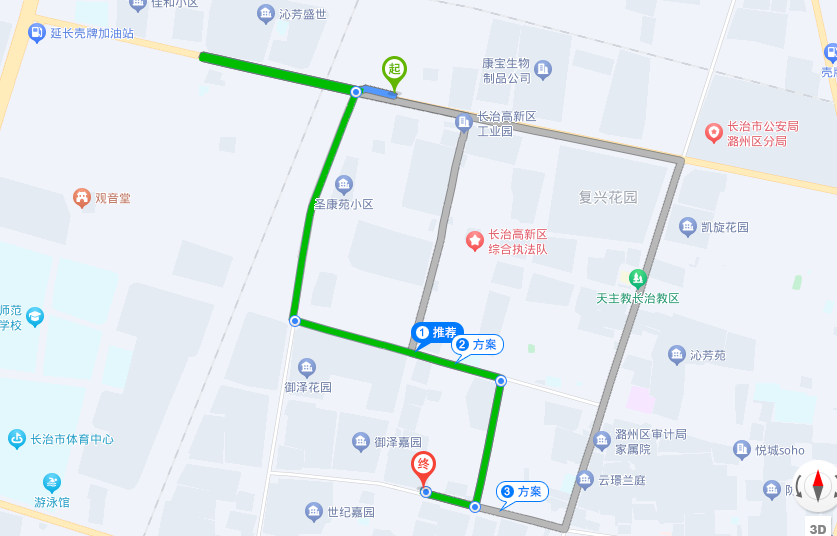 佳和小区
沁芳盛世
延长壳牌加油站
起
康宝生物
制品公司
壳牌
长治高新区
工业园
长治市公安局
潞州区分局
观音堂
圣康苑小区
复兴花园
长治高新区
综合执法队
凯旋花园
天主教长治教区
师范
学校
1 推荐
2 方案
沁芳苑
御泽花园
长治市体育中心
御泽嘉园
潞州区审计局
家属院
悦城soho
终
游泳馆
3 方案
云璟兰庭
世纪嘉园
3D